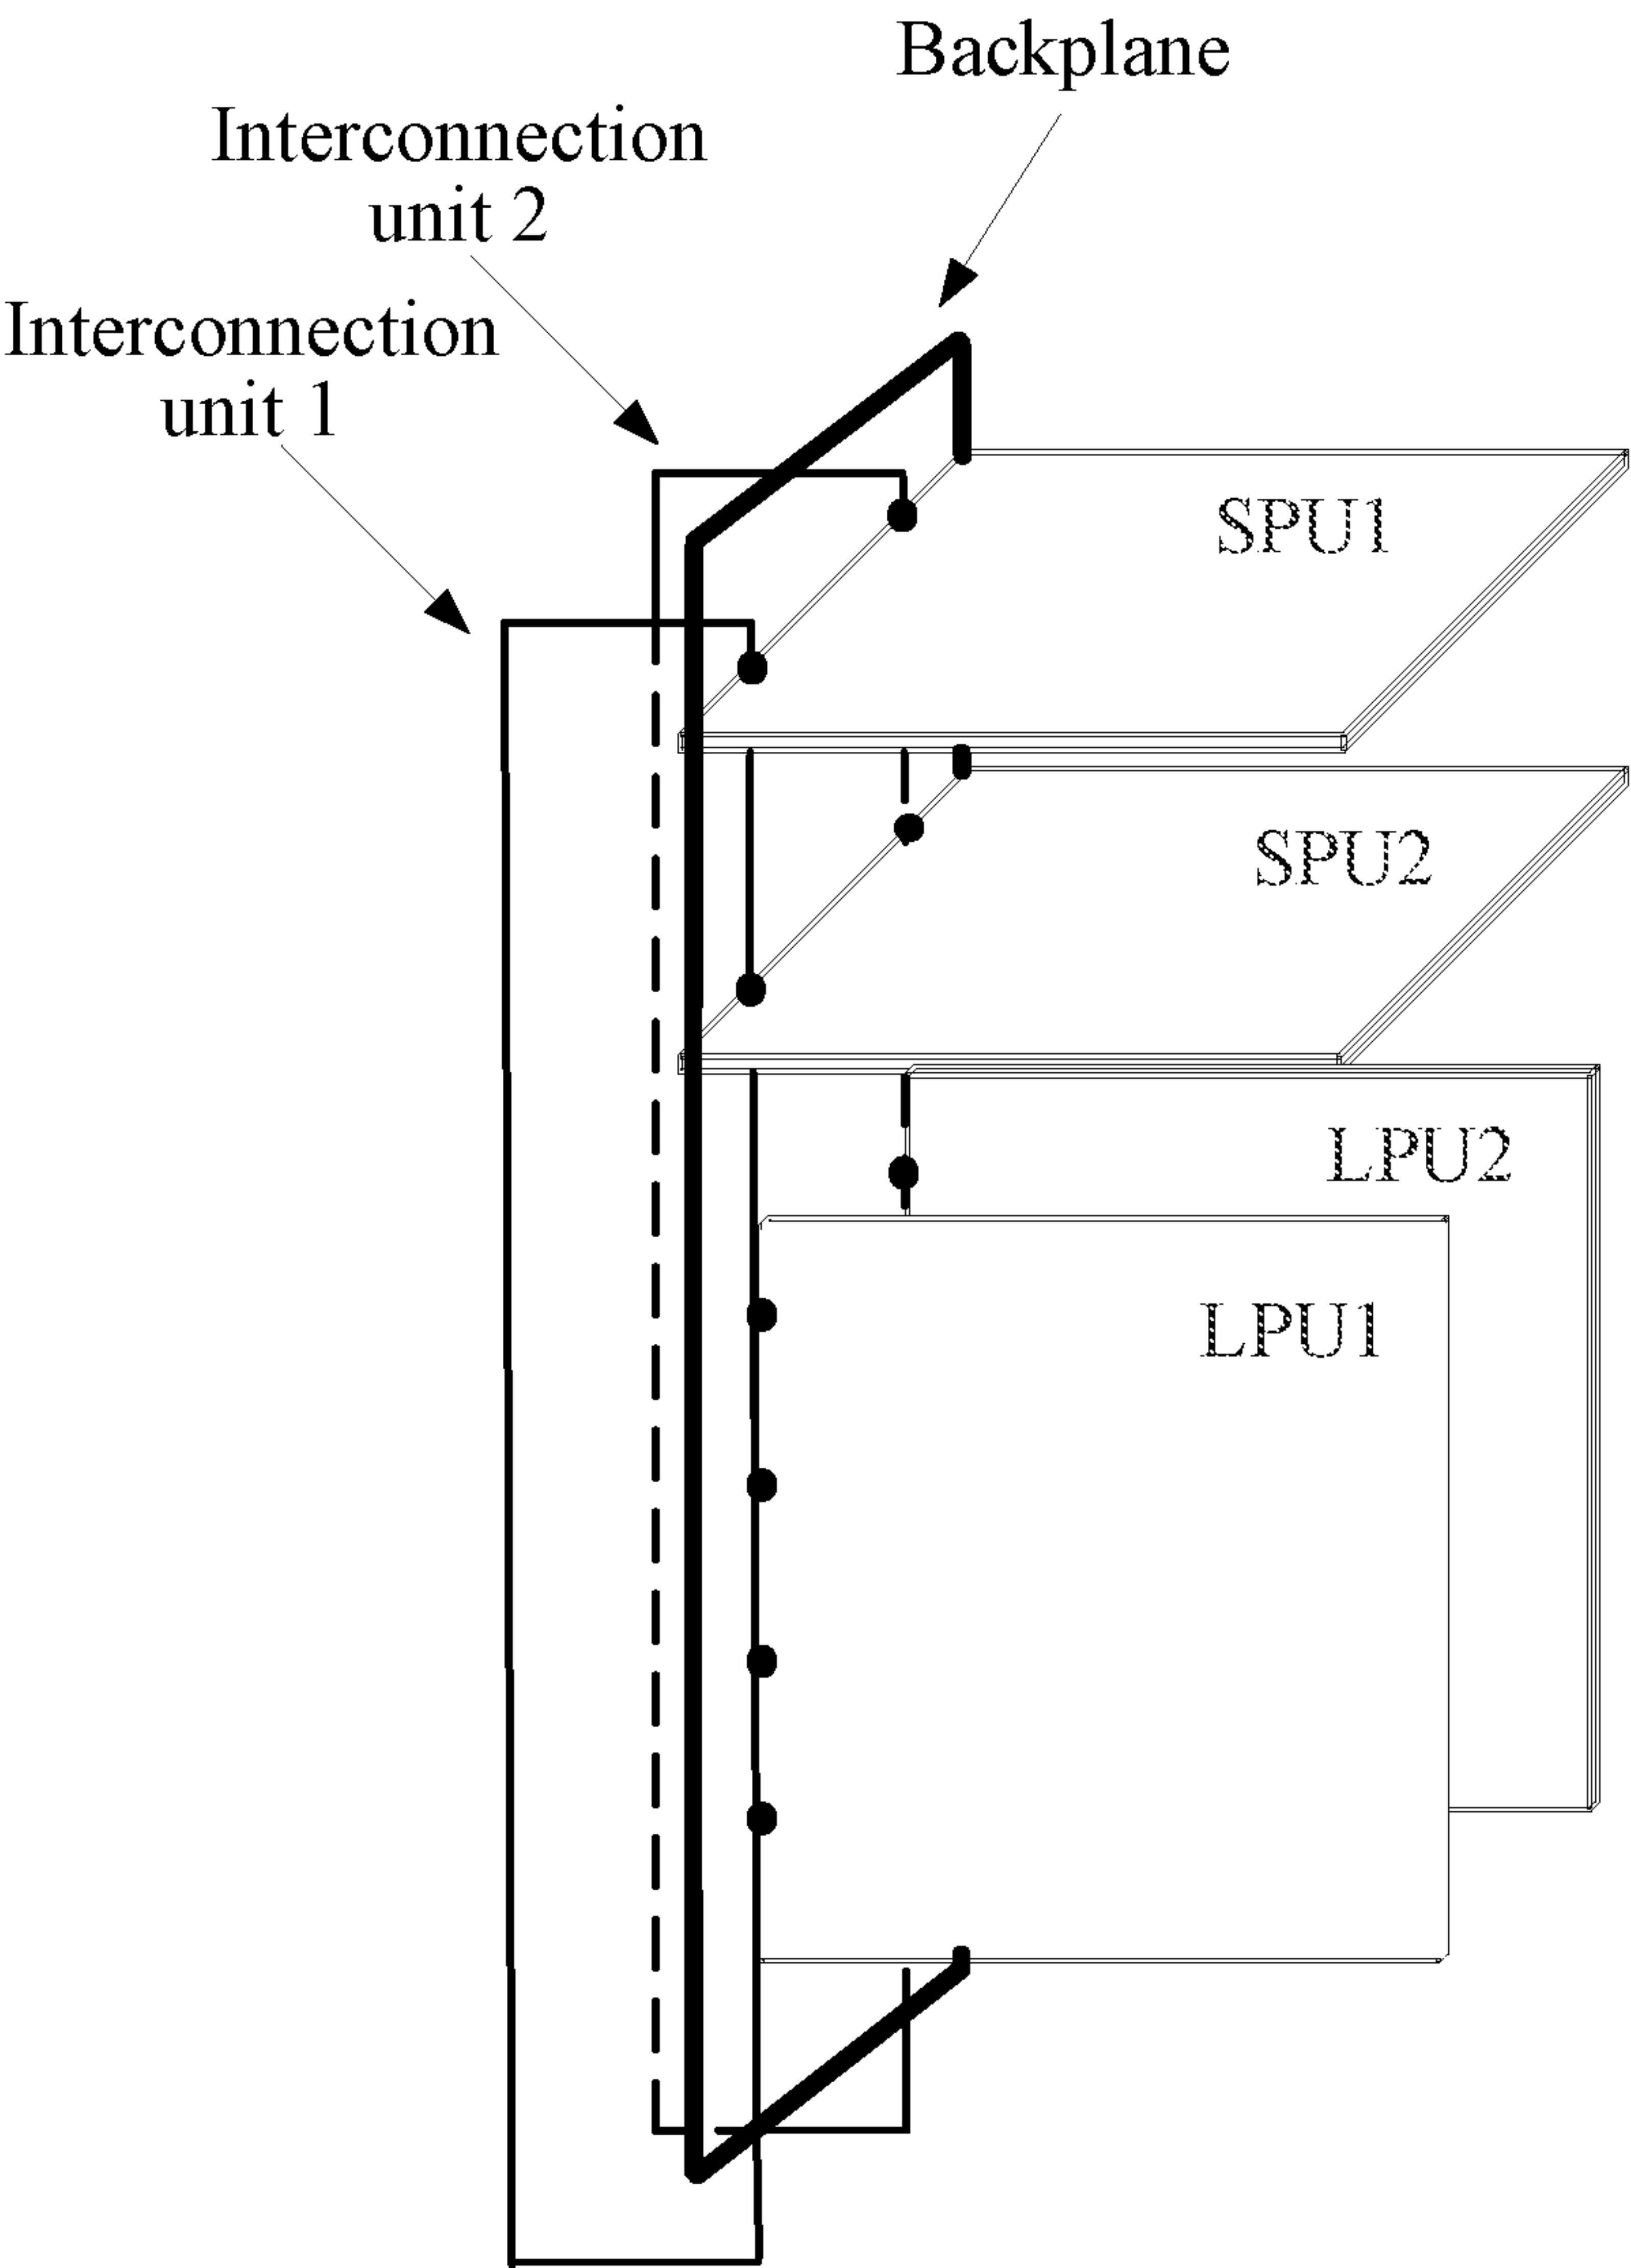 Backplane
Interconnection
unit 2
Interconnection
unit 1
SPU1
SPU2
LPU2
LPU1